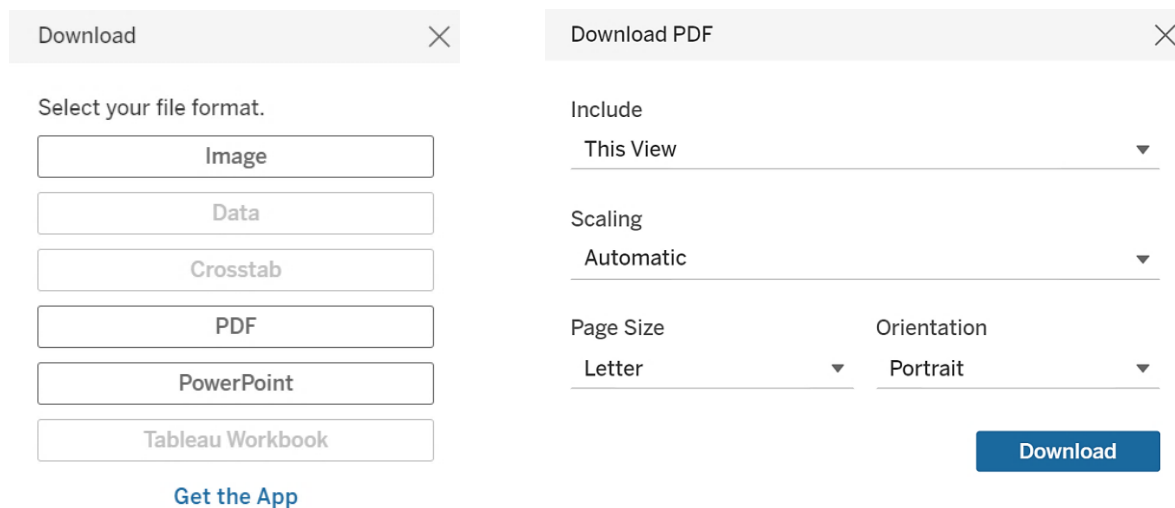 Download
Select your file format.
Image
Data
Crosstab
PDF
PowerPoint
Tableau Workbook
Get the App
Download PDF
Include
This View
Scaling
Automatic
Page Size Orientation
Letter Portrait
Download